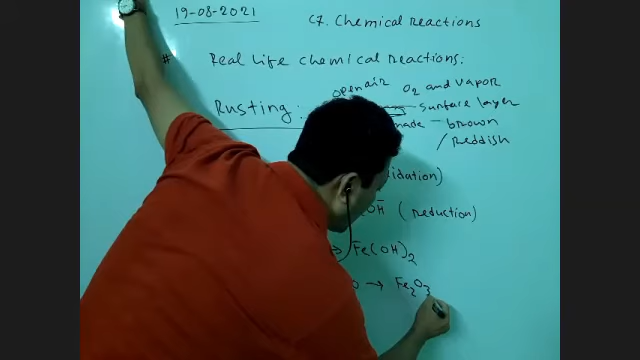 19-08-2021
C7. Chemical Reactions
# Real Life chemical reactions:
open air O2 and vapor
Rusting: surface layer
made - brown
/ Reddish
idation)
OH (reduction)
→ Fe(OH)2
→ Fe2O3